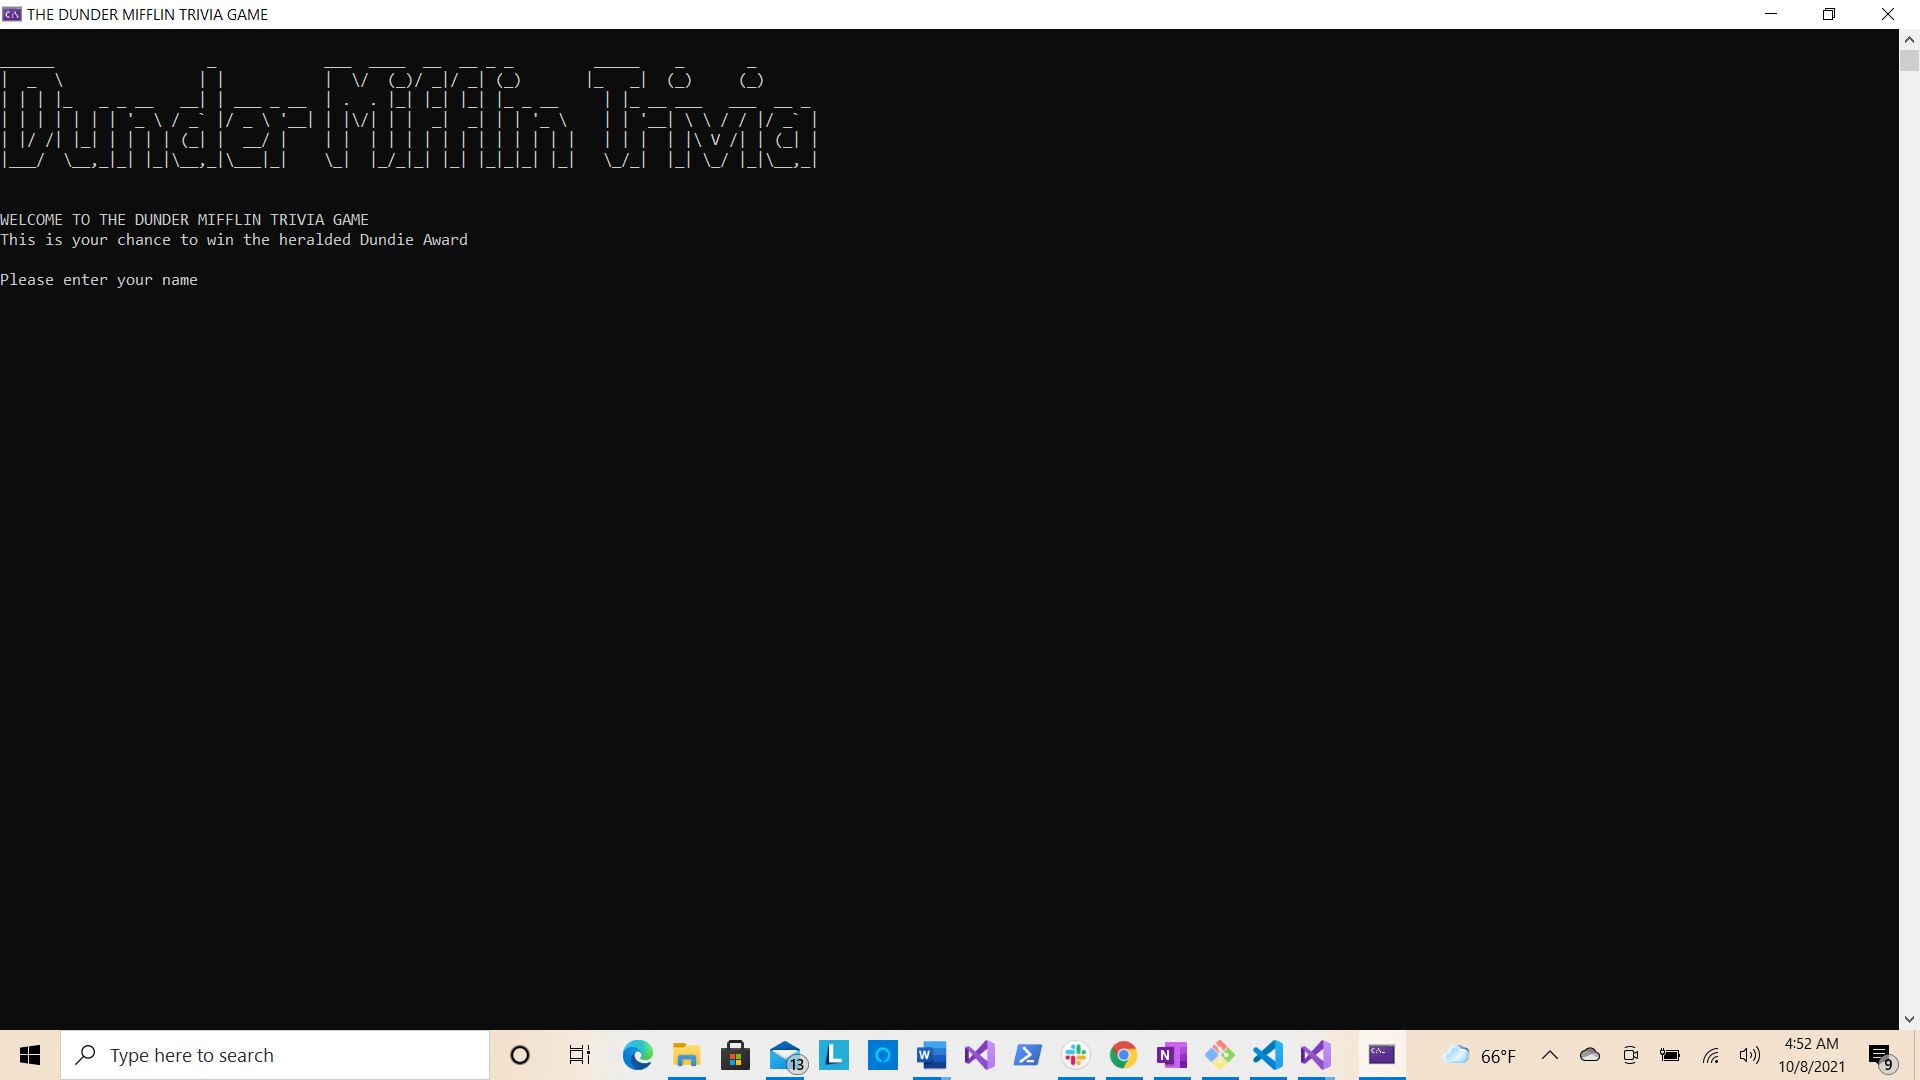 THE DUNDER MIFFLIN TRIVIA GAME
Dunder Mifflin Trivia
WELCOME TO THE DUNDER MIFFLIN TRIVIA GAME
This is your chance to win the heralded Dundie Award
Please enter your name
Type here to search
13
66°F
4:52 AM
10/8/2021
9